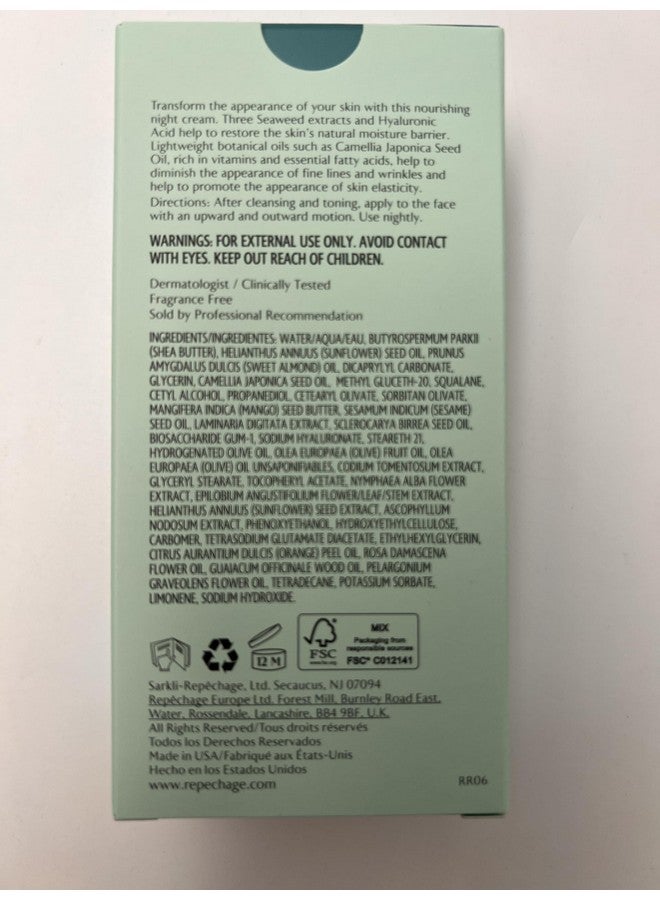 Transform the appearance of your skin with this nourishing
night cream. Three Seaweed extracts and Hyaluronic
Acid help to restore the skin's natural moisture barrier.
Lightweight botanical oils such as Camellia Japonica Seed
Oil, rich in vitamins and essential fatty acids, help to
diminish the appearance of fine lines and wrinkles and
help to promote the appearance of skin elasticity.
Directions: After cleansing and toning, apply to the face
with an upward and outward motion. Use nightly.
WARNINGS: FOR EXTERNAL USE ONLY. AVOID CONTACT
WITH EYES. KEEP OUT REACH OF CHILDREN.
Dermatologist / Clinically Tested
Fragrance Free
Sold by Professional Recommendation
INGREDIENTS/INGREDIENTES: WATER/AQUA/EAU, BUTYROSPERMUM PARKII
(SHEA BUTTER), HELIANTHUS ANNUUS (SUNFLOWER) SEED OIL, PRUNUS
AMYGDALUS DULCIS (SWEET ALMOND) OIL, DICAPRYLYL CARBONATE,
GLYCERIN, CAMELLIA JAPONICA SEED OIL, METHYL GLUCETH-20, SQUALANE,
CETYL ALCOHOL, PROPANEDIOL, CETEARYL OLIVATE, SORBITAN OLIVATE,
MANGIFERA INDICA (MANGO) SEED BUTTER, SESAMUM INDICUM (SESAME)
SEED OIL, LAMINARIA DIGITATA EXTRACT, SCLEROCARYA BIRREA SEED OIL,
BIOSACCHARIDE GUM-1, SODIUM HYALURONATE, STEARETH 21,
HYDROGENATED OLIVE OIL, OLEA EUROPAEA (OLIVE) FRUIT OIL, OLEA
EUROPAEA (OLIVE) OIL UNSAPONIFIABLES, CODIUM TOMENTOSUM EXTRACT,
GLYCERYL STEARATE, TOCOPHERYL ACETATE, NYMPHAEA ALBA FLOWER
EXTRACT, EPILOBIUM ANGUSTIFOLIUM FLOWER/LEAF/STEM EXTRACT,
HELIANTHUS ANNUUS (SUNFLOWER) SEED EXTRACT, ASCOPHYLLUM
NODOSUM EXTRACT, PHENOXYETHANOL, HYDROXYETHYLCELLULOSE,
CARBOMER, TETRASODIUM GLUTAMATE DIACETATE, ETHYLHEXYLGLYCERIN,
CITRUS AURANTIUM DULCIS (ORANGE) PEEL OIL, ROSA DAMASCENA
FLOWER OIL, GUAIACUM OFFICINALE WOOD OIL, PELARGONIUM
GRAVEOLENS FLOWER OIL, TETRADECANE, POTASSIUM SORBATE,
LIMONENE, SODIUM HYDROXIDE.
12 M
FSC
www.fsc.org
MIX
Packaging from
responsible sources
FSC® C012141
Sarkli-Repêchage, Ltd. Secaucus, NJ 07094
Repêchage Europe Ltd. Forest Mill, Burnley Road East,
Water, Rossendale, Lancashire, BB4 9BF, U.K.
All Rights Reserved/Tous droits réservés
Todos los Derechos Reservados
Made in USA/Fabriqué aux États-Unis
Hecho en los Estados Unidos
www.repechage.com
RR06